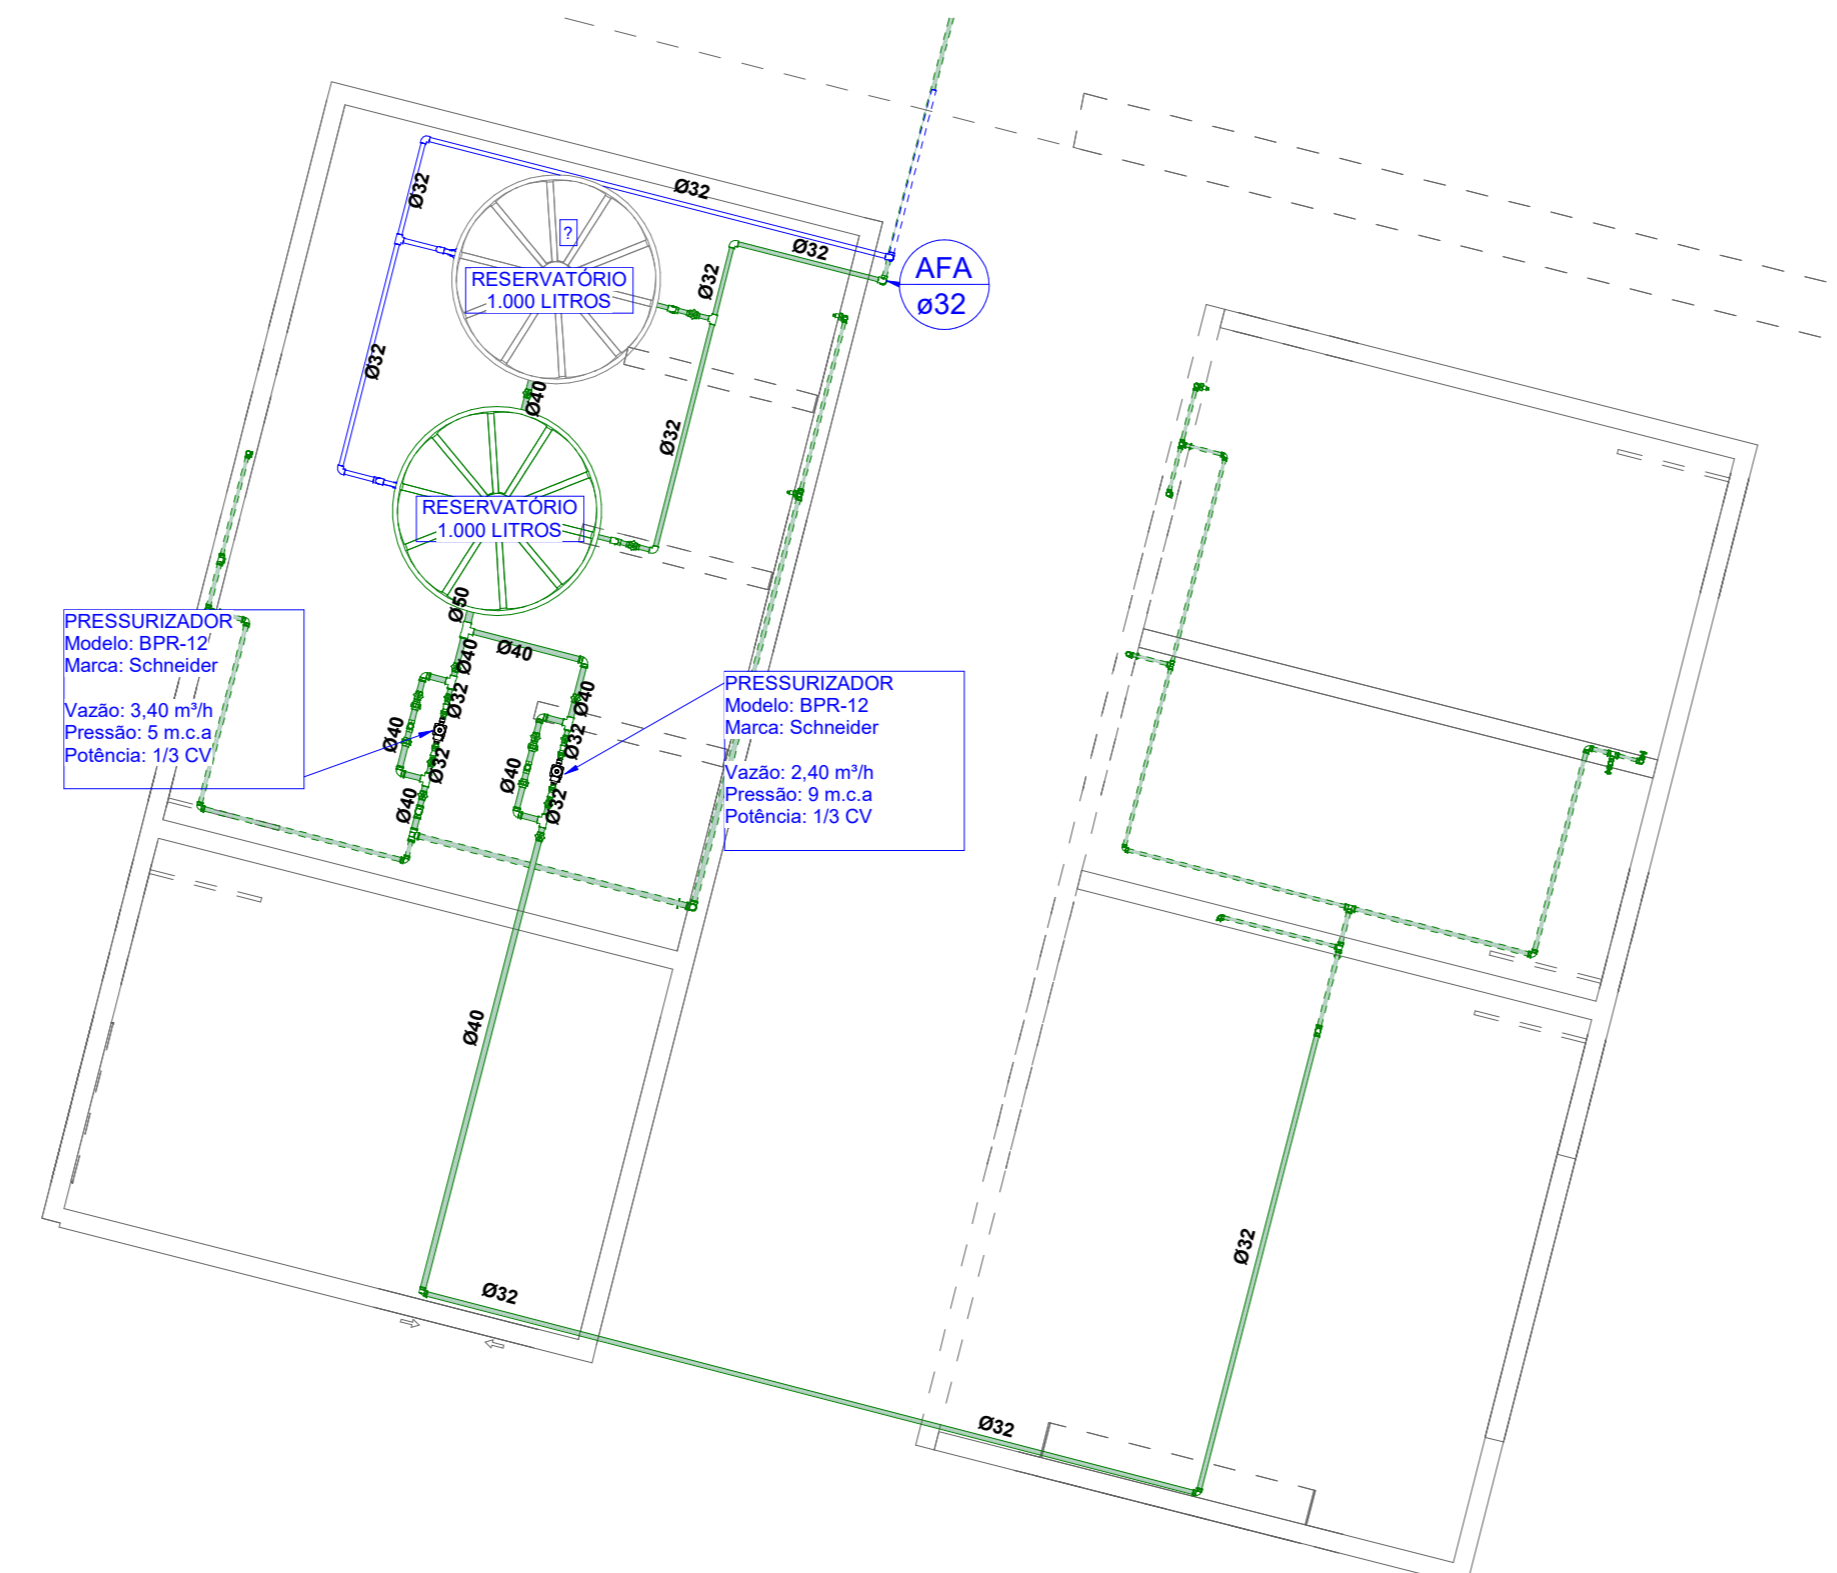 Ø32
Ø32
?
RESERVATÓRIO
1.000 LITROS
Ø32
Ø32
AFA
ø32
Ø32
Ø40
Ø32
RESERVATÓRIO
1.000 LITROS
Ø50
Ø40
Ø40
PRESSURIZADOR
Modelo: BPR-12
Marca: Schneider
Vazão: 3,40 m³/h
Pressão: 5 m.c.a
Potência: 1/3 CV
Ø32
Ø40
Ø40
Ø32
Ø32
Ø40
Ø32
Ø40
Ø32
PRESSURIZADOR
Modelo: BPR-12
Marca: Schneider
Vazão: 2,40 m³/h
Pressão: 9 m.c.a
Potência: 1/3 CV
Ø40
Ø32
Ø32
Ø32